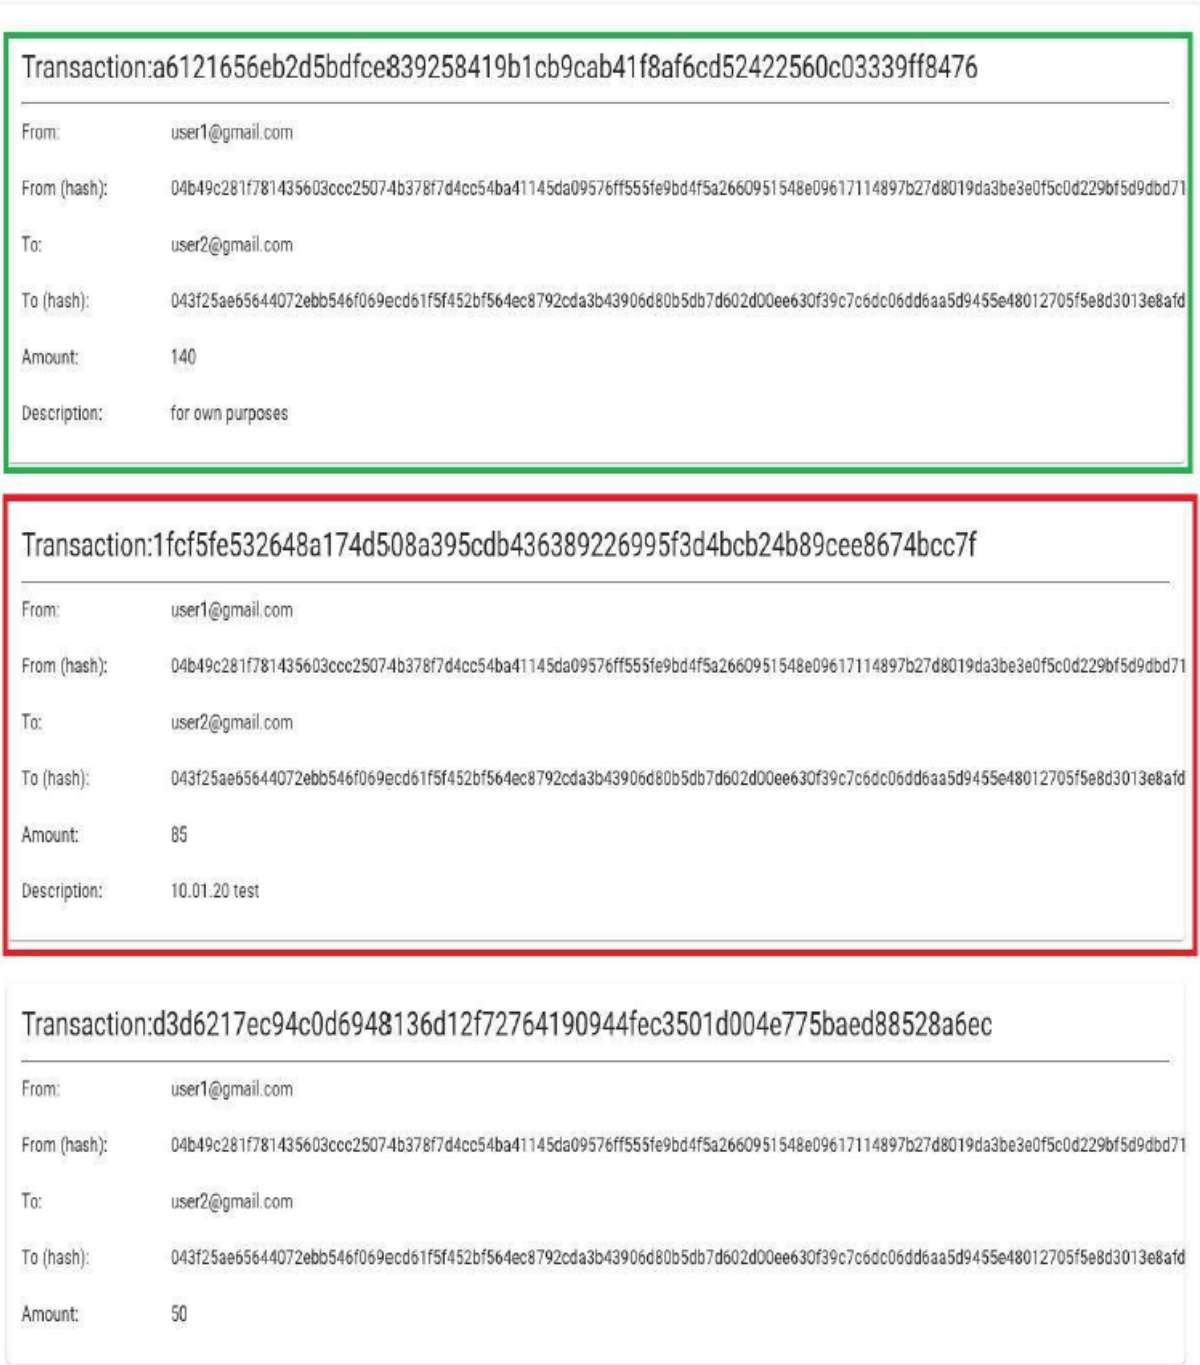 Transaction:a6121656eb2d5bdfce839258419b1cb9cab41f8af6cd52422560c03339ff8476
From: user1@gmail.com
From (hash): 04b49c281f781435603ccc25074b378f7d4cc54ba41145da09576ff555fe9bd4f5a2660951548e09617114897b27d8019da3be3e0f5c0d229bf5d9dbd71
To: user2@gmail.com
To (hash): 043f25ae65644072ebb546f069ecd61f5f452bf564ec8792cda3b43906d80b5db7d602d00ee630f39c7c6dc06dd6aa5d9455e48012705f5e8d3013e8afd
Amount: 140
Description: for own purposes
Transaction:1fcf5fe532648a174d508a395cdb436389226995f3d4bcb24b89cee8674bcc7f
From: user1@gmail.com
From (hash): 04b49c281f781435603ccc25074b378f7d4cc54ba41145da09576ff555fe9bd4f5a2660951548e09617114897b27d8019da3be3e0f5c0d229bf5d9dbd71
To: user2@gmail.com
To (hash): 043f25ae65644072ebb546f069ecd61f5f452bf564ec8792cda3b43906d80b5db7d602d00ee630f39c7c6dc06dd6aa5d9455e48012705f5e8d3013e8afd
Amount: 85
Description: 10.01.20 test
Transaction:d3d6217ec94c0d6948136d12f72764190944fec3501d004e775baed88528a6ec
From: user1@gmail.com
From (hash): 04b49c281f781435603ccc25074b378f7d4cc54ba41145da09576ff555fe9bd4f5a2660951548e09617114897b27d8019da3be3e0f5c0d229bf5d9dbd71
To: user2@gmail.com
To (hash): 043f25ae65644072ebb546f069ecd61f5f452bf564ec8792cda3b43906d80b5db7d602d00ee630f39c7c6dc06dd6aa5d9455e48012705f5e8d3013e8afd
Amount: 50